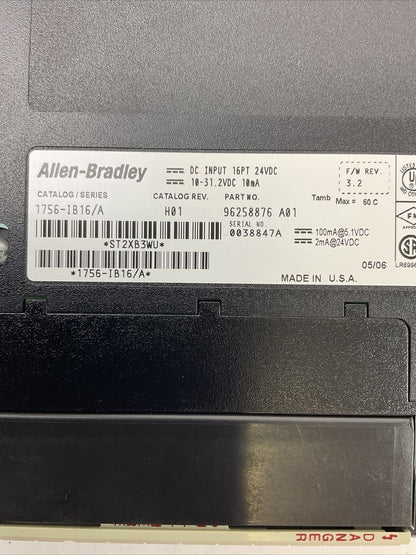 Allen-Bradley
DC INPUT 16PT 24VDC
10-31.2VDC 10mA
F/W REV.
3.2
CATALOG/SERIES
1756-IB16/A
CATALOG REV.
H01
PART NO.
96258876 A01
Tamb Max = 60 C
SERIAL NO.
0038847A
*ST2XB3WU*
100mA@5.1VDC
2mA@24VDC
*1756-IB16/A*
MADE IN U.S.A.
05/06
DANGER